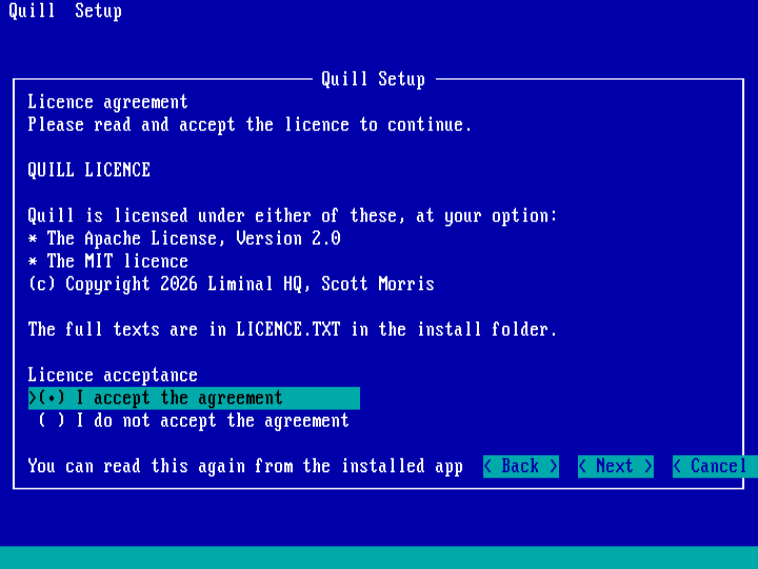 Quill Setup
Quill Setup
Licence agreement
Please read and accept the licence to continue.
QUILL LICENCE
Quill is licensed under either of these, at your option:
* The Apache License, Version 2.0
* The MIT licence
(c) Copyright 2026 Liminal HQ, Scott Morris
The full texts are in LICENCE.TXT in the install folder.
Licence acceptance
>(•) I accept the agreement
( ) I do not accept the agreement
You can read this again from the installed app < Back > < Next > < Cancel